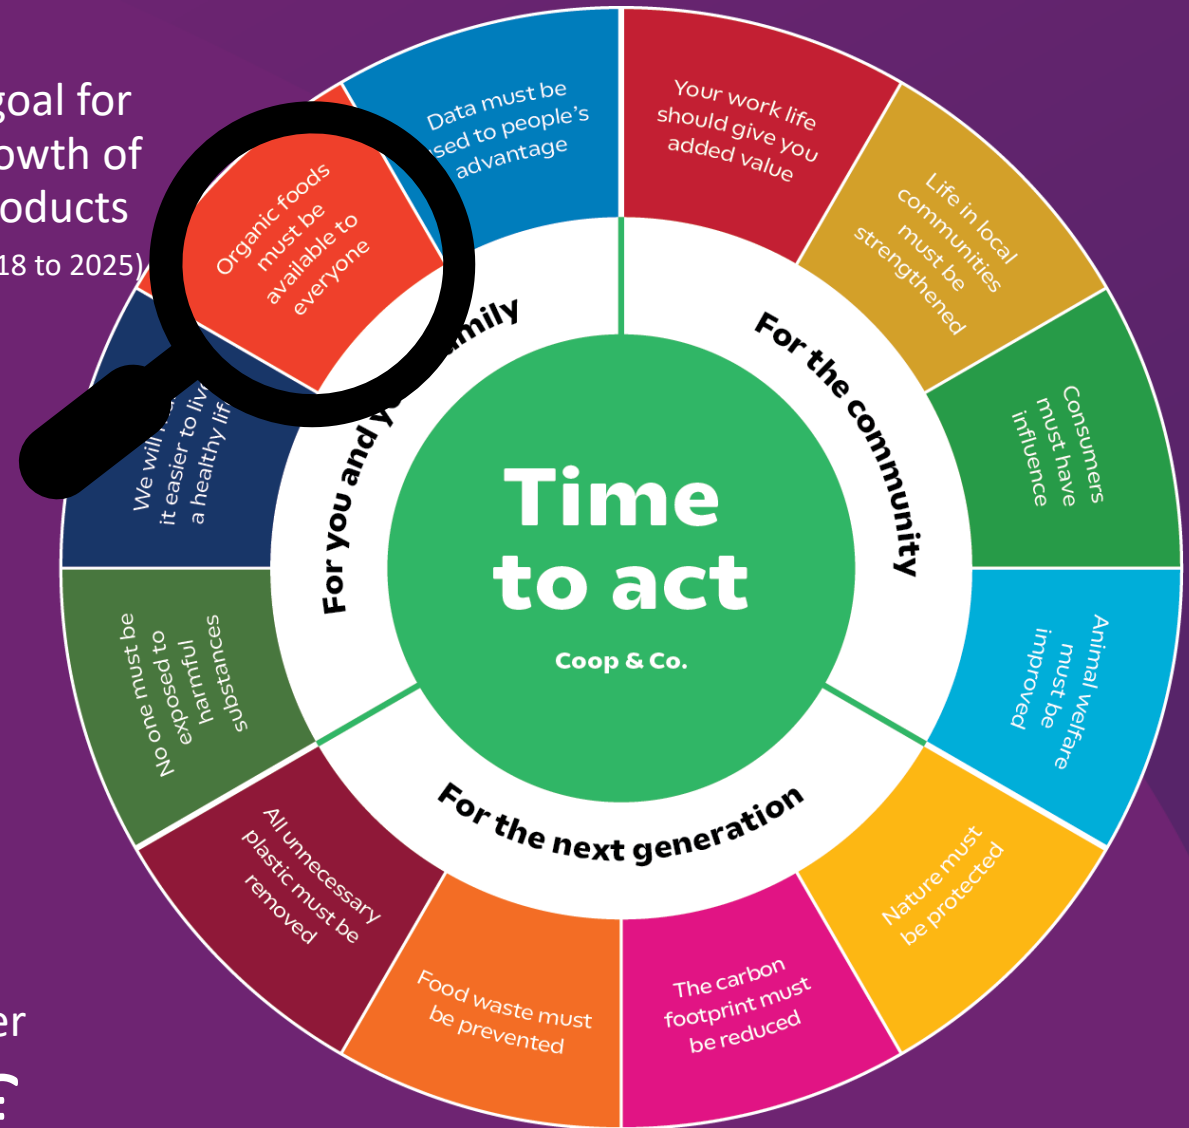 goal for
owth of
oducts
18 to 2025)
Data must be
sed to people's
advantage
Your work life
should give you
added value
Life in local
communities
must be
strengthened
Consumers
must have
influence
Animal welfare
must be
improved
Nature must
be protected
The carbon
footprint must
be reduced
Food waste must
be prevented
All unnecessary
plastic must be
removed
No one must be
exposed to
harmful
substances
We will
it easier to live
a healthy lif
Organic foods
must be
available to
everyone
For you and y mily
For the community
For the next generation
Time
to act
Coop & Co.
er